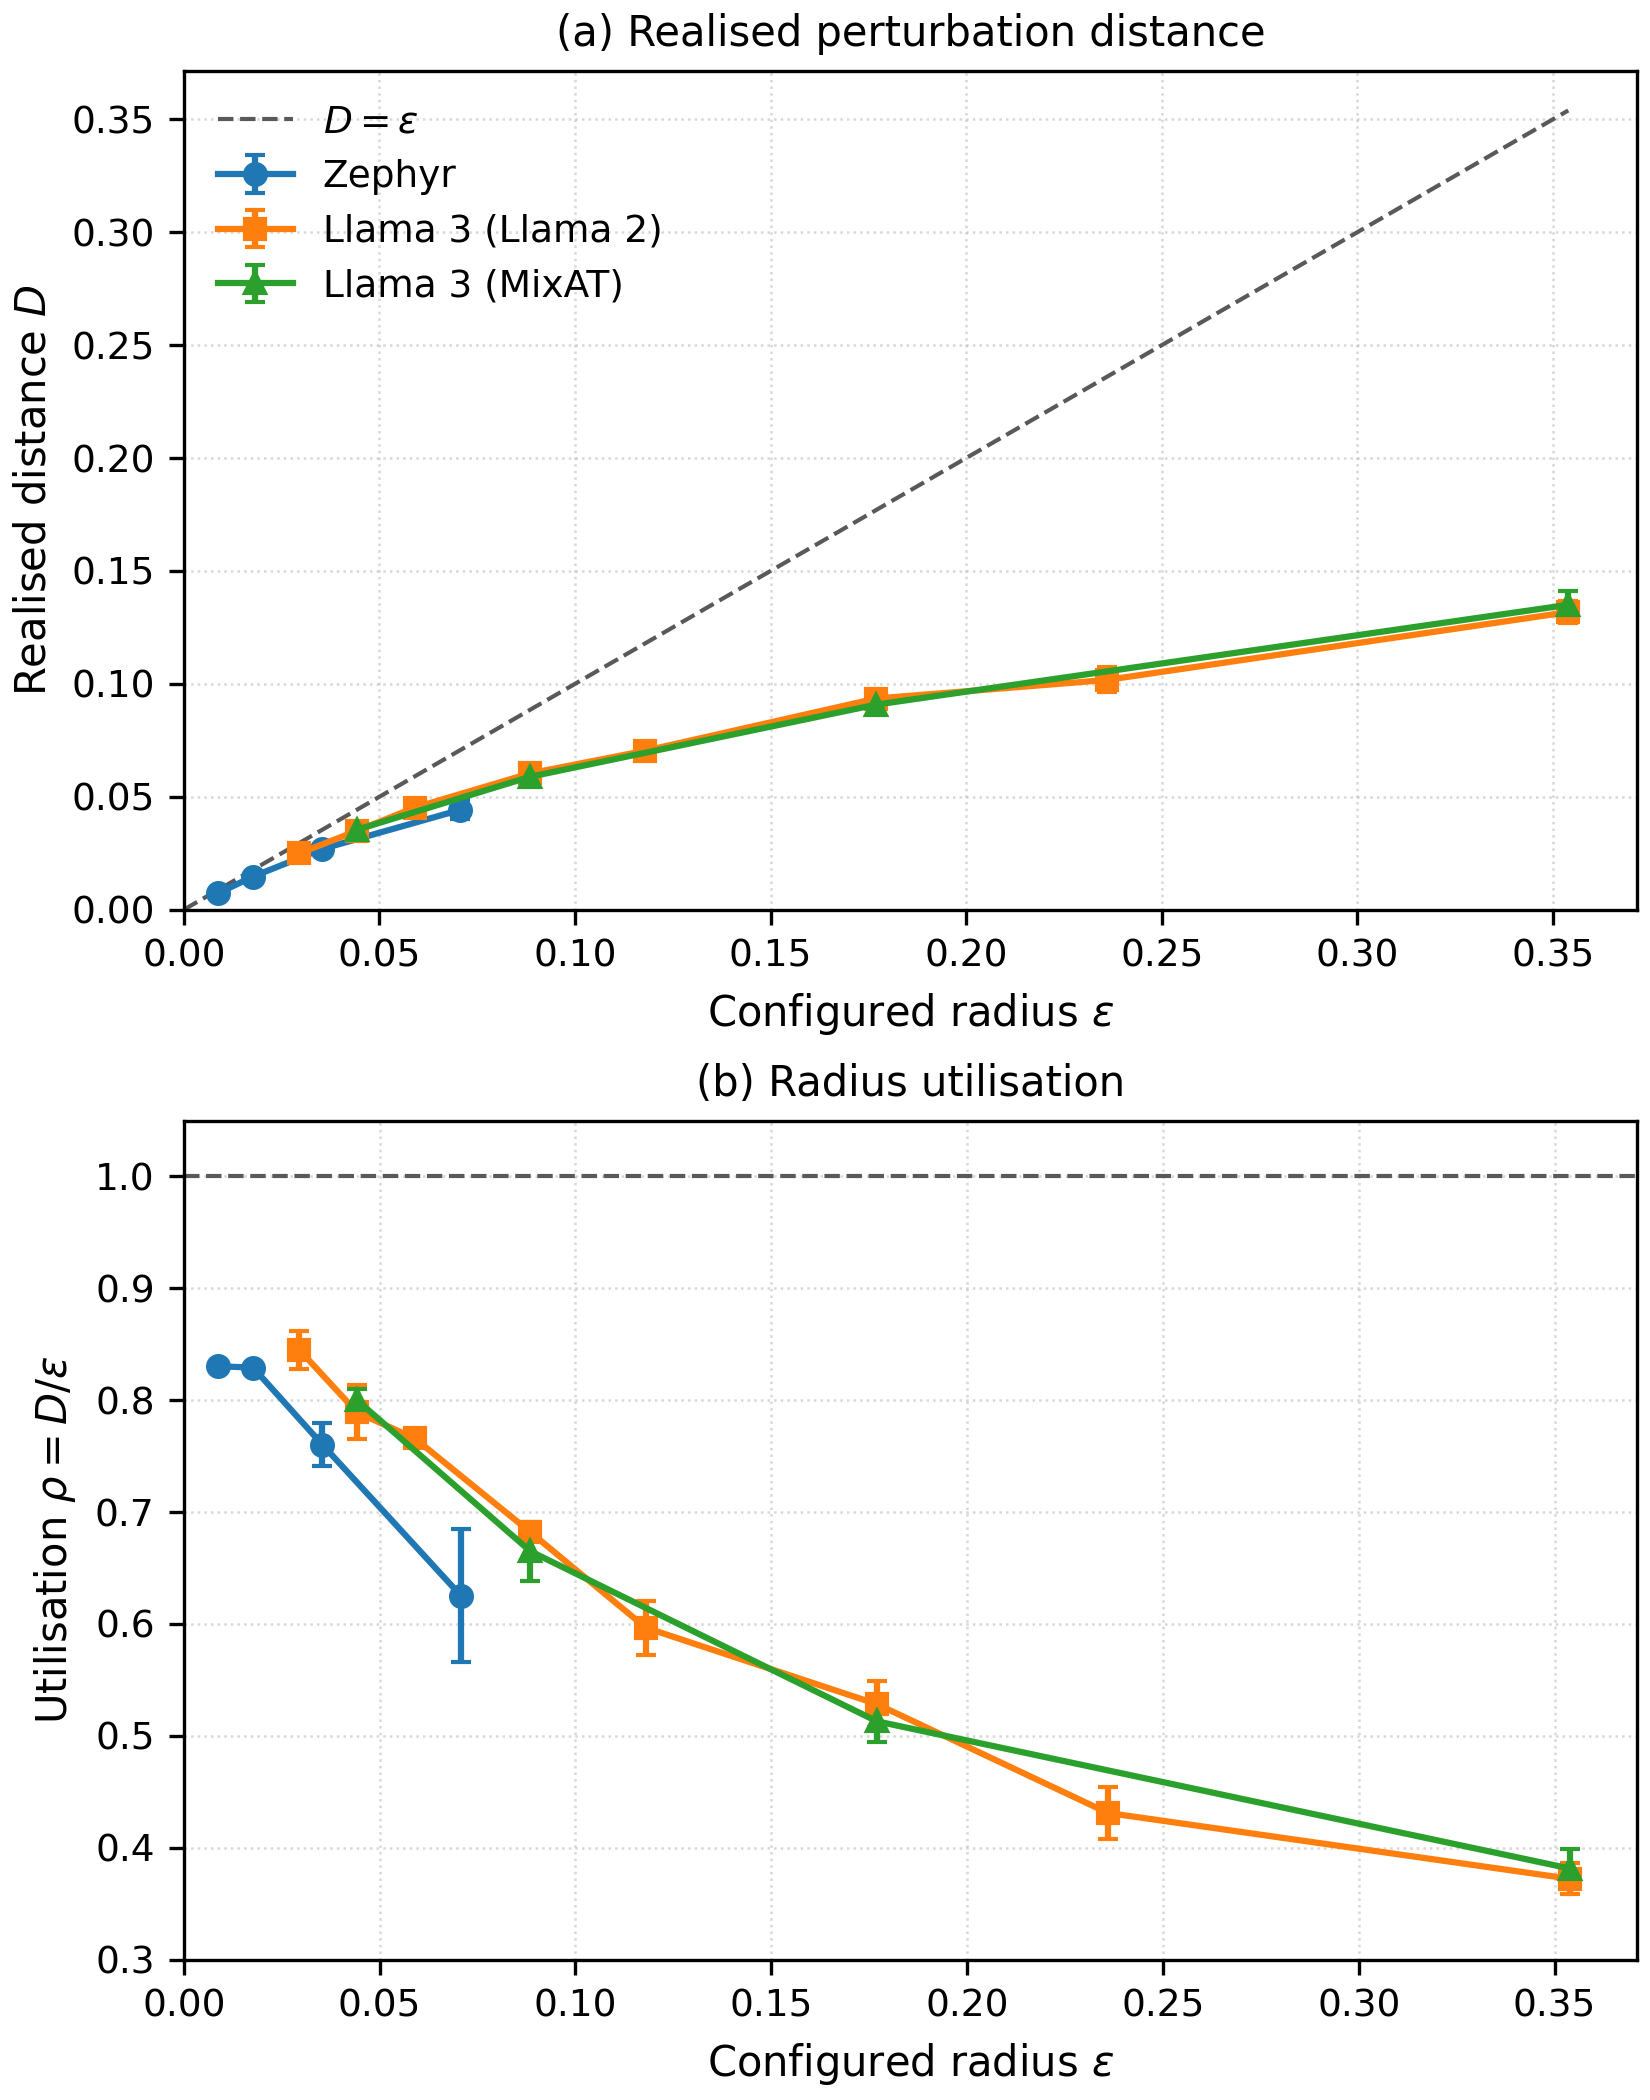 (a) Realised perturbation distance
Realised distance D
0.35
0.30
0.25
0.20
0.15
0.10
0.05
0.00
D = ε
Zephyr
Llama 3 (Llama 2)
Llama 3 (MixAT)
0.00 0.05 0.10 0.15 0.20 0.25 0.30 0.35
Configured radius ε
(b) Radius utilisation
Utilisation ρ = D/ε
1.0
0.9
0.8
0.7
0.6
0.5
0.4
0.3
0.00 0.05 0.10 0.15 0.20 0.25 0.30 0.35
Configured radius ε